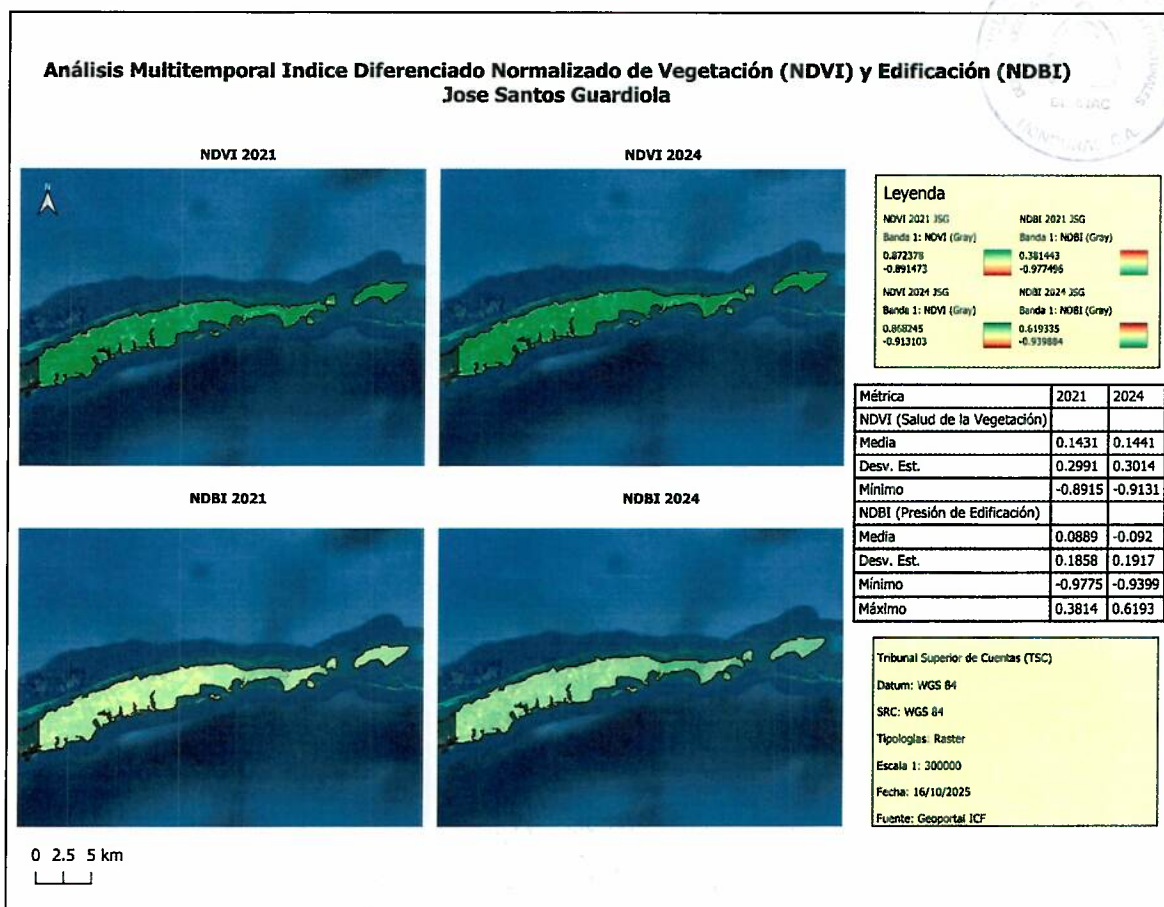 Análisis Multitemporal Indice Diferenciado Normalizado de Vegetación (NDVI) y Edificación (NDBI)
Jose Santos Guardiola
NDVI 2021
NDVI 2024
N
NDBI 2021
NDBI 2024
0 2.5 5 km
Leyenda
NDVI 2021 JSG
Banda 1: NDVI (Gray)
0.872378
-0.891473
NDBI 2021 JSG
Banda 1: NDBI (Gray)
0.381443
-0.977496
NDVI 2024 JSG
Banda 1: NDVI (Gray)
0.868245
-0.913103
NDBI 2024 JSG
Banda 1: NDBI (Gray)
0.619335
-0.939884
Métrica 2021 2024
NDVI (Salud de la Vegetación)
Media 0.1431 0.1441
Desv. Est. 0.2991 0.3014
Mínimo -0.8915 -0.9131
NDBI (Presión de Edificación)
Media 0.0889 -0.092
Desv. Est. 0.1858 0.1917
Mínimo -0.9775 -0.9399
Máximo 0.3814 0.6193
Tribunal Superior de Cuentas (TSC)
Datum: WGS 84
SRC: WGS 84
Tipologias: Raster
Escala 1: 300000
Fecha: 16/10/2025
Fuente: Geoportal ICF